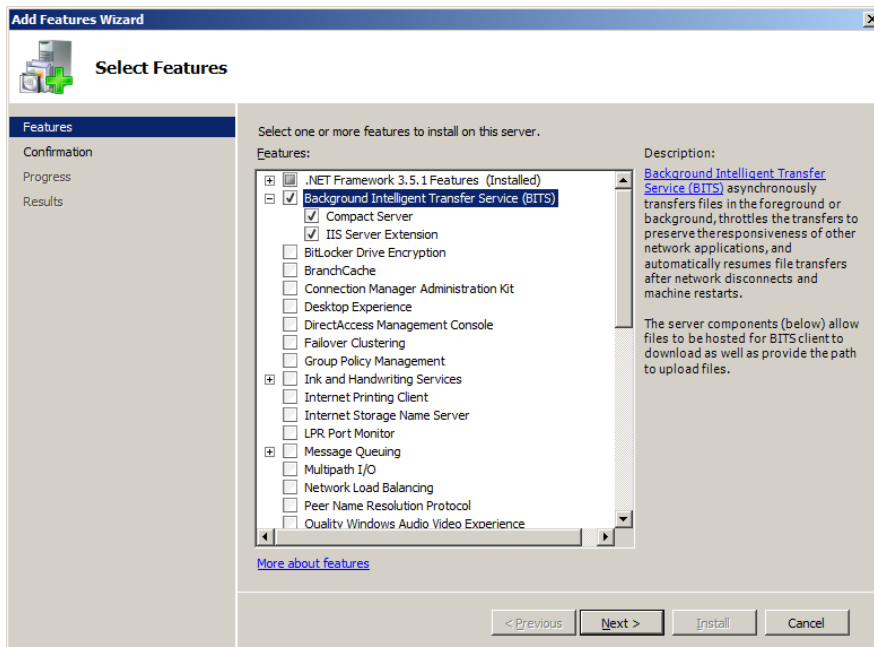 Add Features Wizard
Select Features
Features
Confirmation
Progress
Results
Select one or more features to install on this server.
Features:
.NET Framework 3.5.1 Features (Installed)
Background Intelligent Transfer Service (BITS)
Compact Server
IIS Server Extension
BitLocker Drive Encryption
BranchCache
Connection Manager Administration Kit
Desktop Experience
DirectAccess Management Console
Failover Clustering
Group Policy Management
Ink and Handwriting Services
Internet Printing Client
Internet Storage Name Server
LPR Port Monitor
Message Queuing
Multipath I/O
Network Load Balancing
Peer Name Resolution Protocol
Quality Windows Audio Video Experience
More about features
Description:
Background Intelligent Transfer
Service (BITS) asynchronously
transfers files in the foreground or
background, throttles the transfers to
preserve the responsiveness of other
network applications, and
automatically resumes file transfers
after network disconnects and
machine restarts.
The server components (below) allow
files to be hosted for BITS client to
download as well as provide the path
to upload files.
< Previous
Next >
Install
Cancel